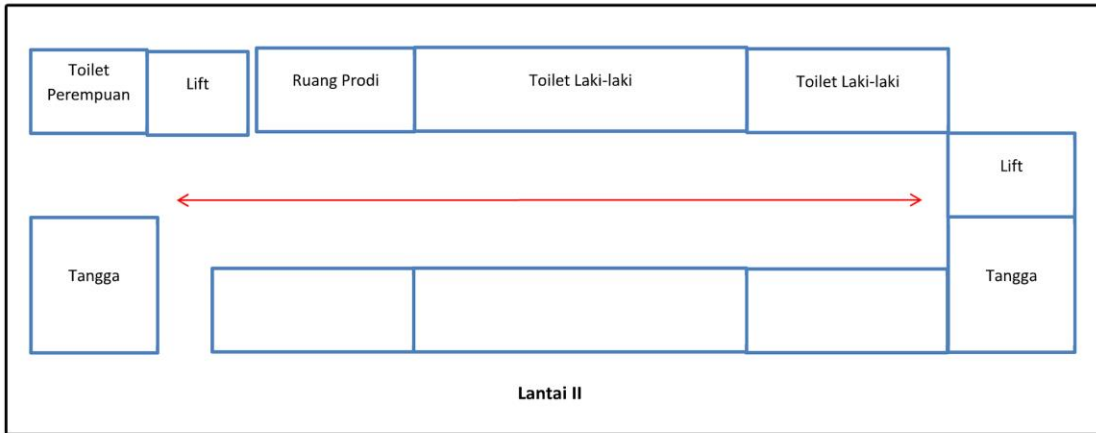 Toilet
Perempuan
Lift
Ruang Prodi
Toilet Laki-laki
Toilet Laki-laki
Lift
Tangga
Tangga
Lantai II